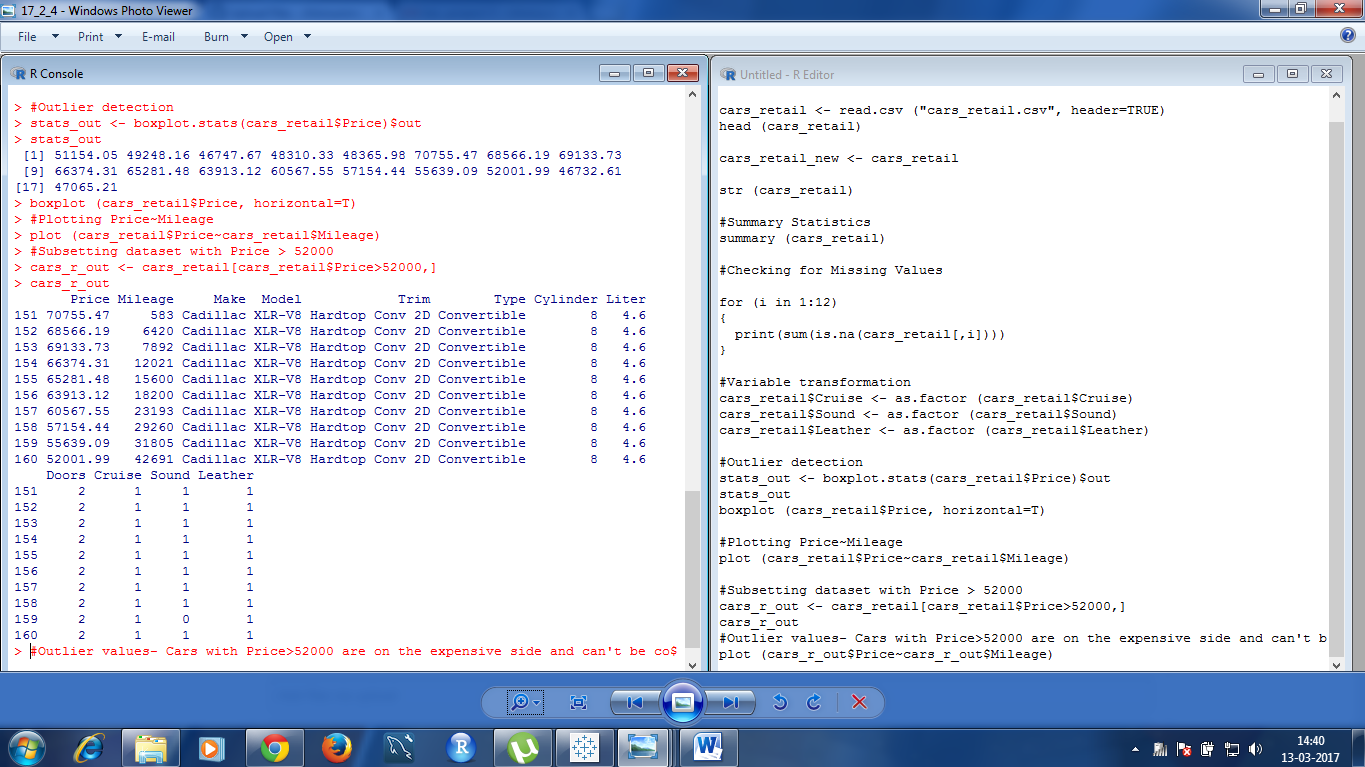 17_2_4 - Windows Photo Viewer
File Print E-mail Burn Open
R Console
> #Outlier detection
> stats_out <- boxplot.stats(cars_retail$Price)$out
> stats_out
 [1] 51154.05 49248.16 46747.67 48310.33 48365.98 70755.47 68566.19 69133.73
 [9] 66374.31 65281.48 63913.12 60567.55 57154.44 55639.09 52001.99 46732.61
[17] 47065.21
> boxplot (cars_retail$Price, horizontal=T)
> #Plotting Price~Mileage
> plot (cars_retail$Price~cars_retail$Mileage)
> #Subsetting dataset with Price > 52000
> cars_r_out <- cars_retail[cars_retail$Price>52000,]
> cars_r_out
       Price Mileage     Make  Model            Trim        Type Cylinder Liter
151 70755.47     583 Cadillac XLR-V8 Hardtop Conv 2D Convertible        8   4.6
152 68566.19    6420 Cadillac XLR-V8 Hardtop Conv 2D Convertible        8   4.6
153 69133.73    7892 Cadillac XLR-V8 Hardtop Conv 2D Convertible        8   4.6
154 66374.31   12021 Cadillac XLR-V8 Hardtop Conv 2D Convertible        8   4.6
155 65281.48   15600 Cadillac XLR-V8 Hardtop Conv 2D Convertible        8   4.6
156 63913.12   18200 Cadillac XLR-V8 Hardtop Conv 2D Convertible        8   4.6
157 60567.55   23193 Cadillac XLR-V8 Hardtop Conv 2D Convertible        8   4.6
158 57154.44   29260 Cadillac XLR-V8 Hardtop Conv 2D Convertible        8   4.6
159 55639.09   31805 Cadillac XLR-V8 Hardtop Conv 2D Convertible        8   4.6
160 52001.99   42691 Cadillac XLR-V8 Hardtop Conv 2D Convertible        8   4.6
    Doors Cruise Sound Leather
151     2      1     1       1
152     2      1     1       1
153     2      1     1       1
154     2      1     1       1
155     2      1     1       1
156     2      1     1       1
157     2      1     1       1
158     2      1     1       1
159     2      1     0       1
160     2      1     1       1
> #Outlier values- Cars with Price>52000 are on the expensive side and can't be co$
Untitled - R Editor
cars_retail <- read.csv ("cars_retail.csv", header=TRUE)
head (cars_retail)
cars_retail_new <- cars_retail
str (cars_retail)
#Summary Statistics
summary (cars_retail)
#Checking for Missing Values
for (i in 1:12)
{
  print(sum(is.na(cars_retail[,i])))
}
#Variable transformation
cars_retail$Cruise <- as.factor (cars_retail$Cruise)
cars_retail$Sound <- as.factor (cars_retail$Sound)
cars_retail$Leather <- as.factor (cars_retail$Leather)
#Outlier detection
stats_out <- boxplot.stats(cars_retail$Price)$out
stats_out
boxplot (cars_retail$Price, horizontal=T)
#Plotting Price~Mileage
plot (cars_retail$Price~cars_retail$Mileage)
#Subsetting dataset with Price > 52000
cars_r_out <- cars_retail[cars_retail$Price>52000,]
cars_r_out
#Outlier values- Cars with Price>52000 are on the expensive side and can't b
plot (cars_r_out$Price~cars_r_out$Mileage)
14:40
13-03-2017